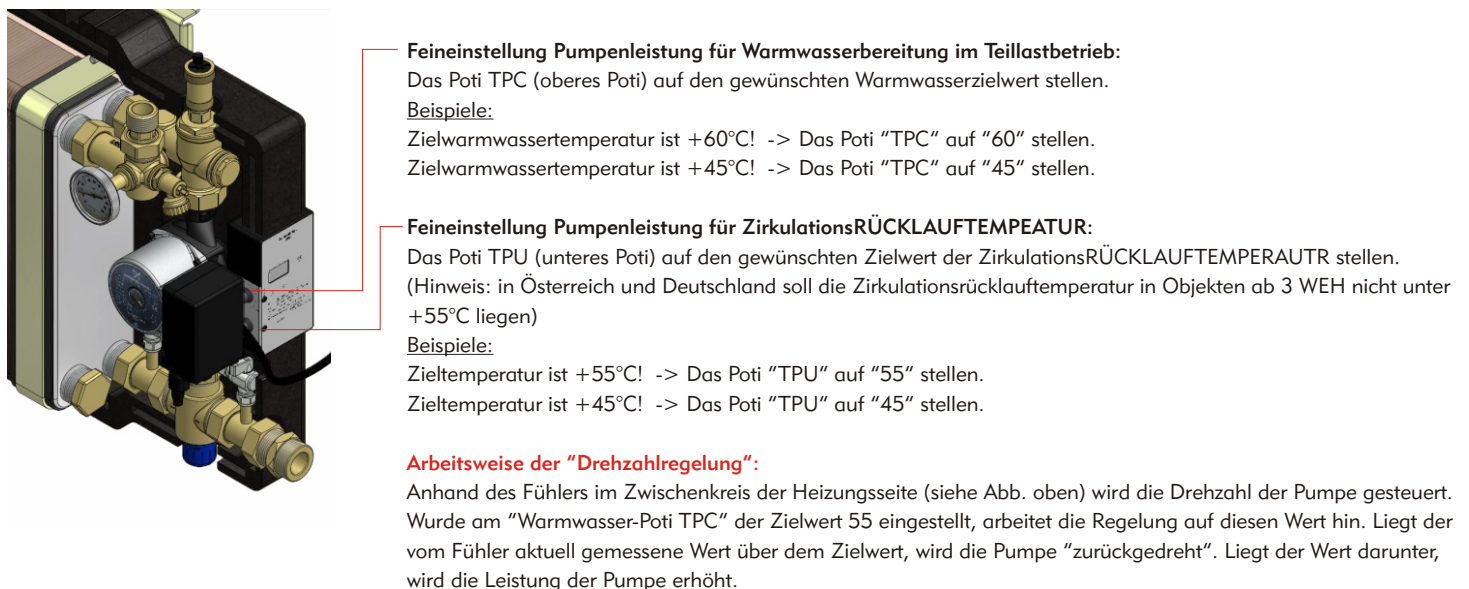 Feineinstellung Pumpenleistung für Warmwasserbereitung im Teillastbetrieb:
Das Poti TPC (oberes Poti) auf den gewünschten Warmwasserzielwert stellen.
Beispiele:
Zielwarmwassertemperatur ist +60°C! -> Das Poti "TPC" auf "60" stellen.
Zielwarmwassertemperatur ist +45°C! -> Das Poti "TPC" auf "45" stellen.
Feineinstellung Pumpenleistung für ZirkulationsRÜCKLAUFTEMPEATUR:
Das Poti TPU (unteres Poti) auf den gewünschten Zielwert der ZirkulationsRÜCKLAUFTEMPERAUTR stellen.
(Hinweis: in Österreich und Deutschland soll die Zirkulationsrücklauftemperatur in Objekten ab 3 WEH nicht unter
+55°C liegen)
Beispiele:
Zieltemperatur ist +55°C! -> Das Poti "TPU" auf "55" stellen.
Zieltemperatur ist +45°C! -> Das Poti "TPU" auf "45" stellen.
Arbeitsweise der "Drehzahlregelung":
Anhand des Fühlers im Zwischenkreis der Heizungsseite (siehe Abb. oben) wird die Drehzahl der Pumpe gesteuert.
Wurde am "Warmwasser-Poti TPC" der Zielwert 55 eingestellt, arbeitet die Regelung auf diesen Wert hin. Liegt der
vom Fühler aktuell gemessene Wert über dem Zielwert, wird die Pumpe "zurückgedreht". Liegt der Wert darunter,
wird die Leistung der Pumpe erhöht.